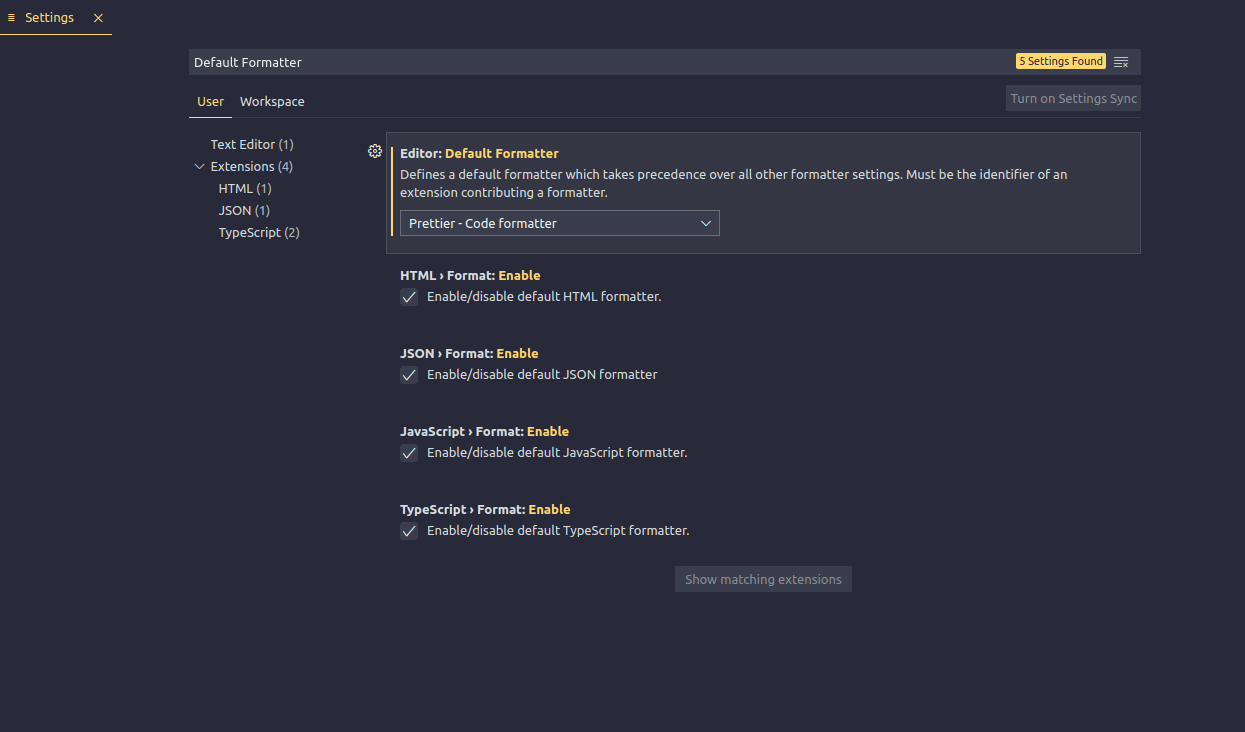 Settings
Default Formatter
5 Settings Found
User
Workspace
Turn on Settings Sync
Text Editor (1)
Extensions (4)
HTML (1)
JSON (1)
TypeScript (2)
Editor: Default Formatter
Defines a default formatter which takes precedence over all other formatter settings. Must be the identifier of an
extension contributing a formatter.
Prettier - Code formatter
HTML › Format: Enable
Enable/disable default HTML formatter.
JSON › Format: Enable
Enable/disable default JSON formatter
JavaScript › Format: Enable
Enable/disable default JavaScript formatter.
TypeScript › Format: Enable
Enable/disable default TypeScript formatter.
Show matching extensions